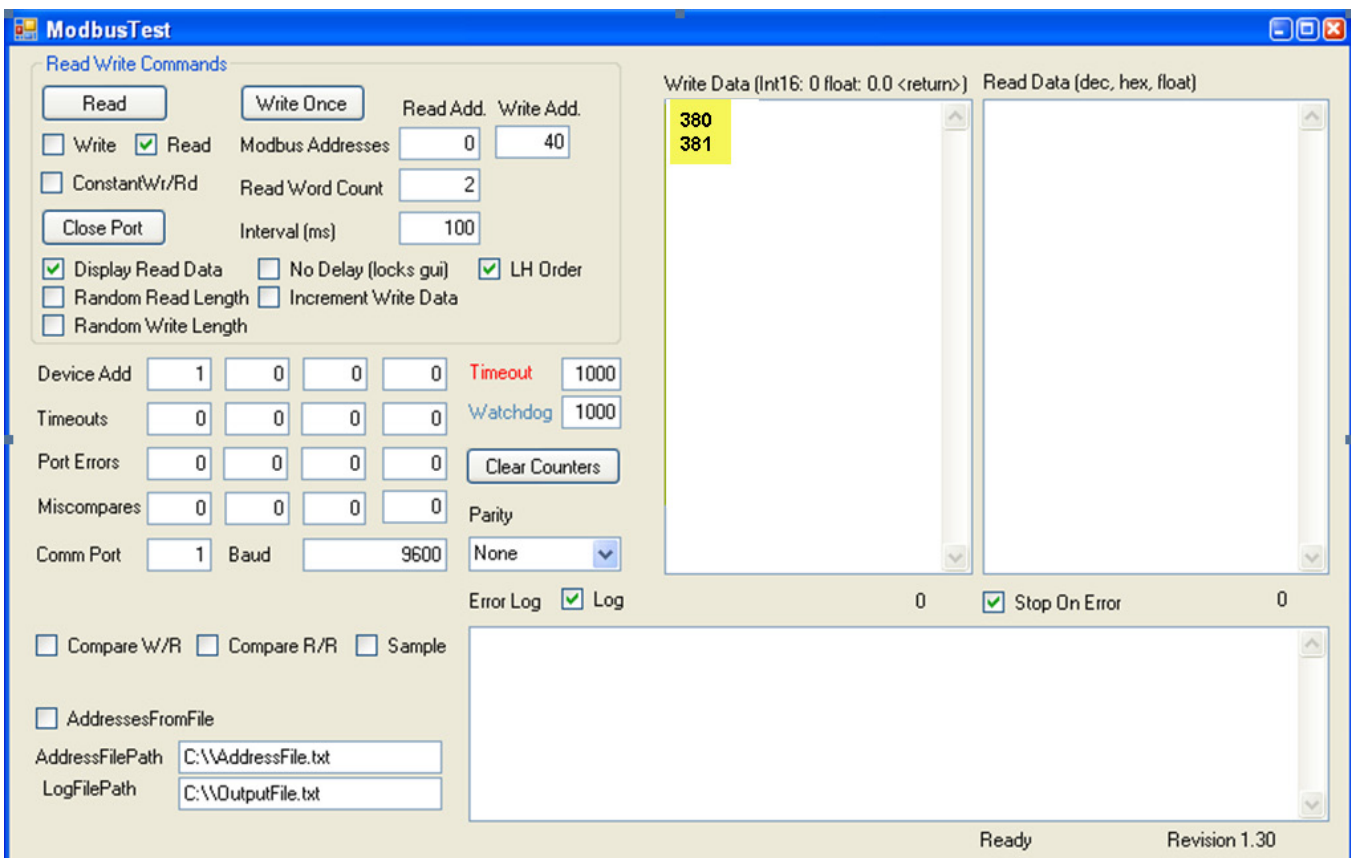 ModbusTest
Read Write Commands
Read
Write Once
Read Add. Write Add.
Write Read
Modbus Addresses 0 40
ConstantWr/Rd
Read Word Count 2
Close Port
Interval (ms) 100
Display Read Data No Delay (locks gui) LH Order
Random Read Length Increment Write Data
Random Write Length
Device Add 1 0 0 0
Timeout 1000
Timeouts 0 0 0 0
Watchdog 1000
Port Errors 0 0 0 0
Clear Counters
Miscompares 0 0 0 0
Parity
Comm Port 1 Baud 9600
None
Write Data (Int16: 0 float: 0.0 <return>)
380
381
Read Data (dec, hex, float)
Error Log Log 0
Stop On Error 0
Compare W/R Compare R/R Sample
AddressesFromFile
AddressFilePath C:\\AddressFile.txt
LogFilePath C:\\OutputFile.txt
Ready Revision 1.30